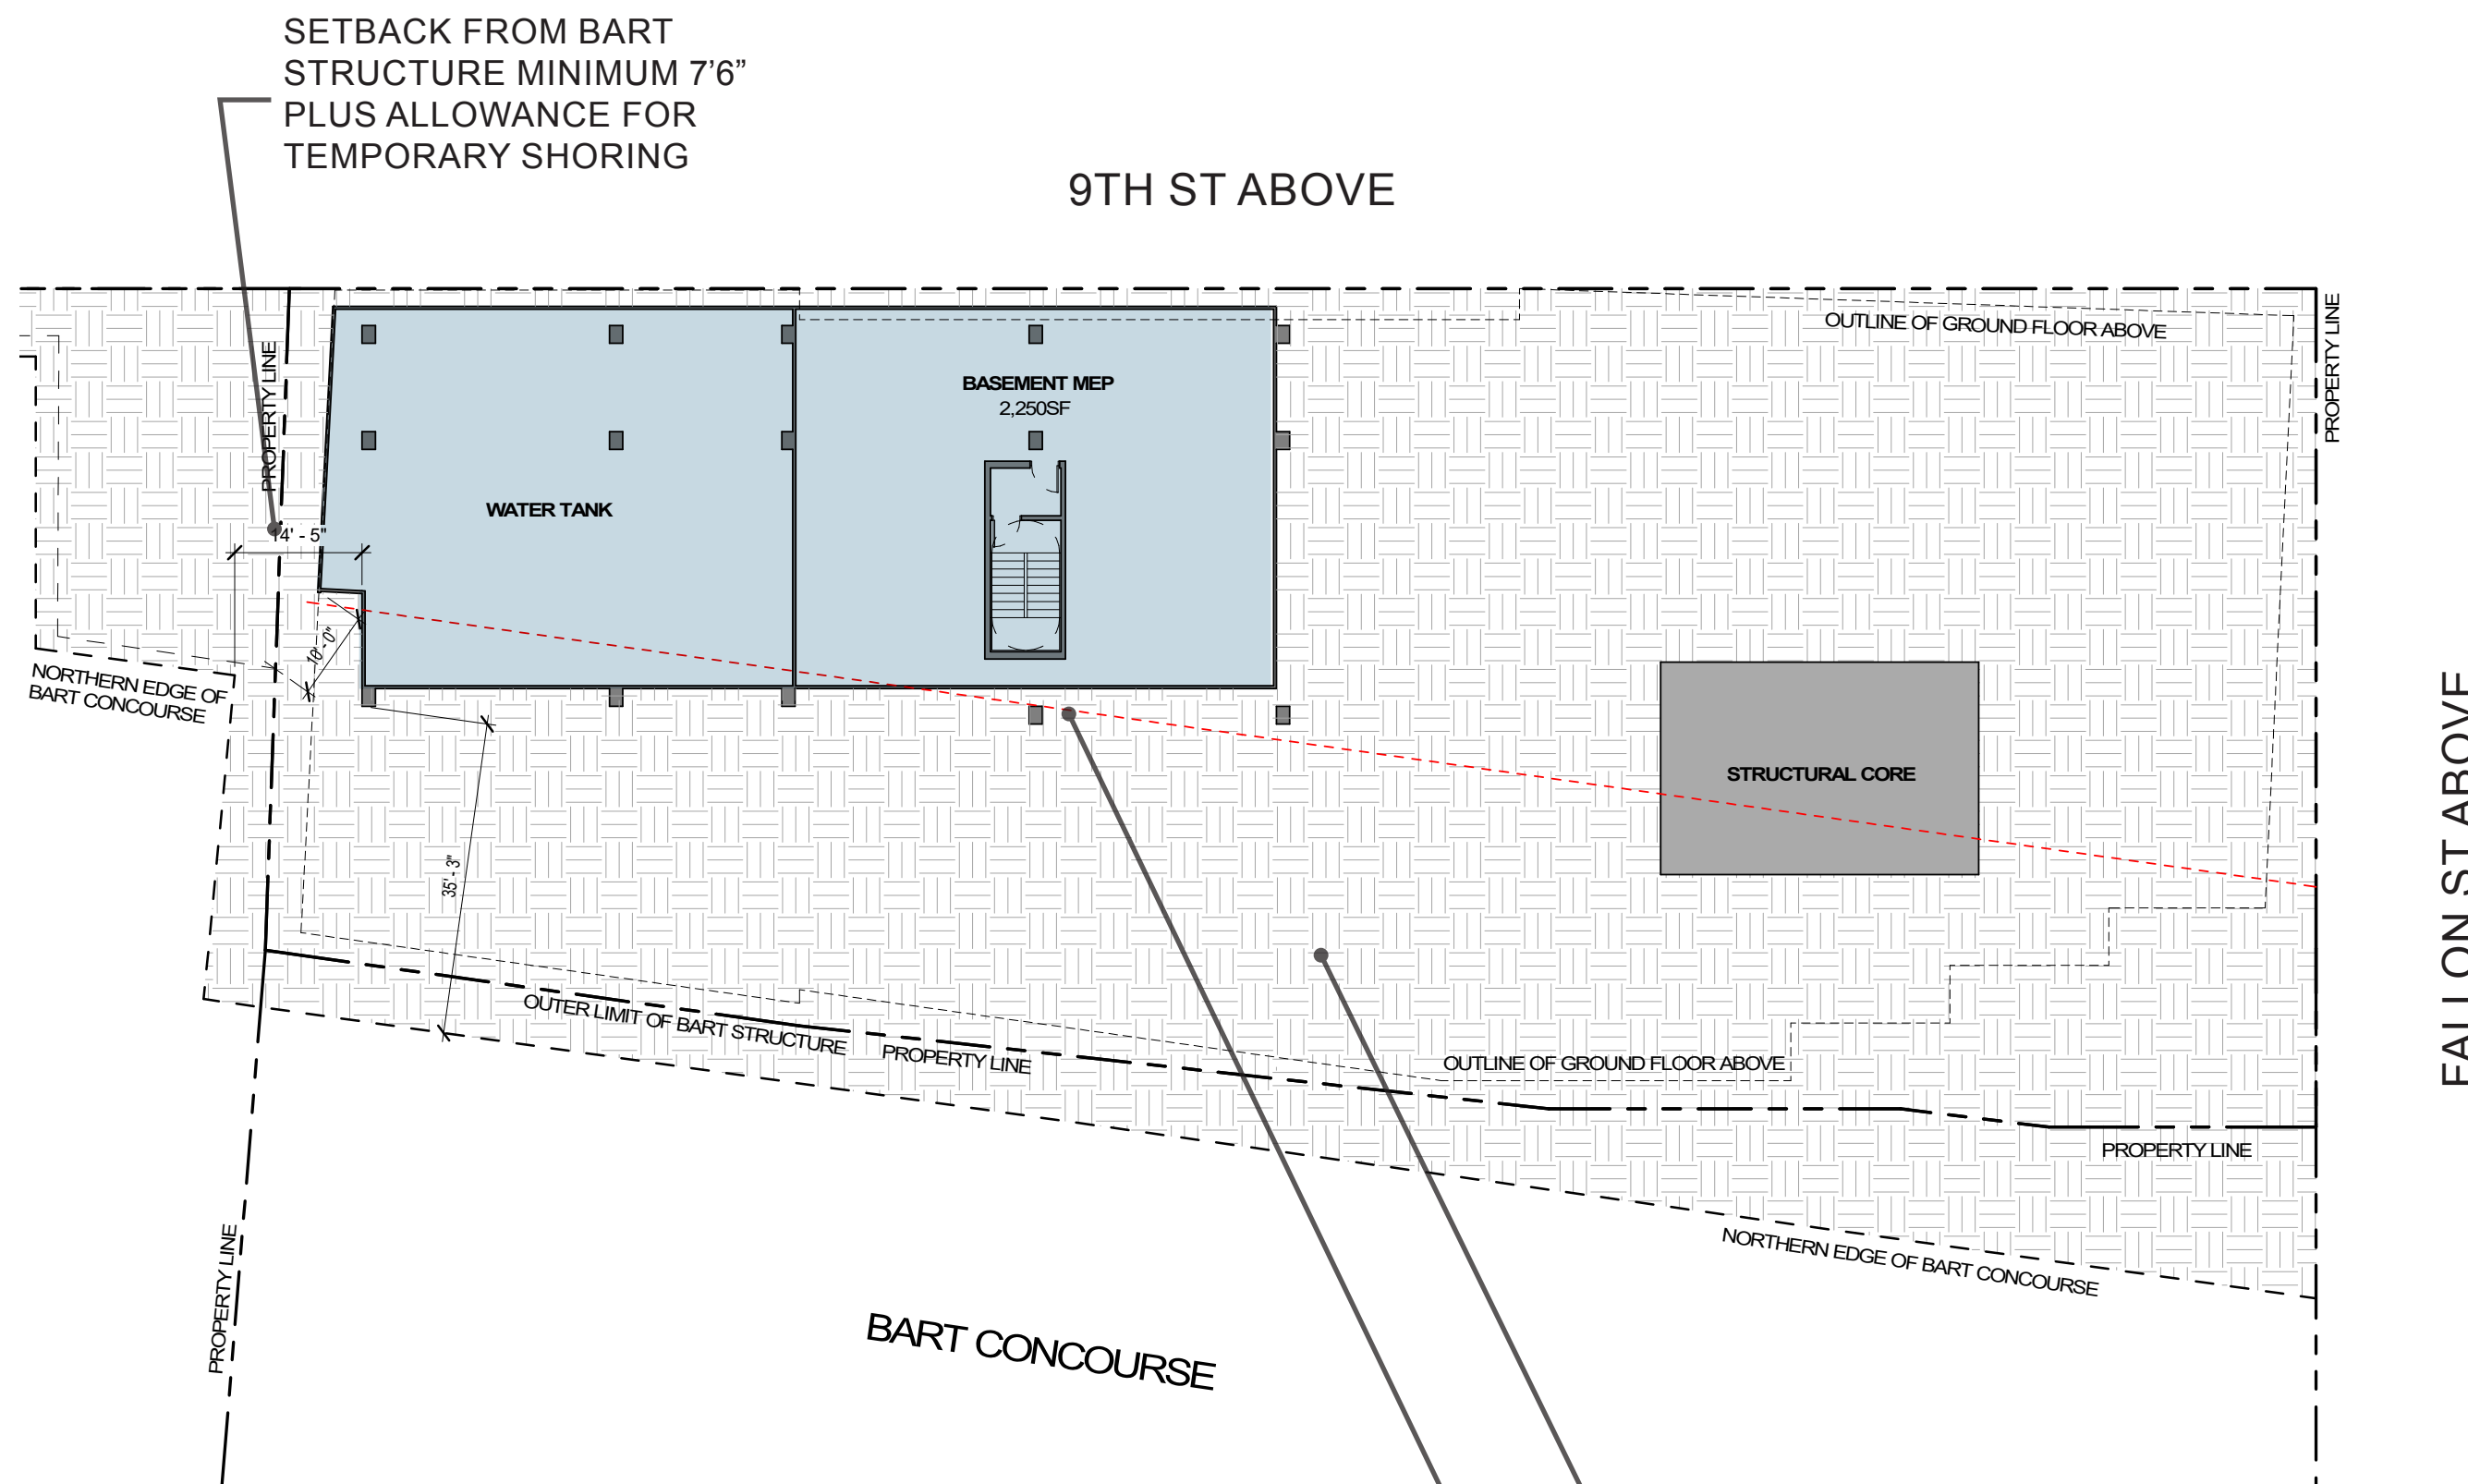 SETBACK FROM BART
STRUCTURE MINIMUM 7’6”
PLUS ALLOWANCE FOR
TEMPORARY SHORING
9TH ST ABOVE
PROPERTY LINE
OUTLINE OF GROUND FLOOR ABOVE
PROPERTY LINE
BASEMENT MEP
2,250SF
WATER TANK
14' - 5"
10' - 0"
NORTHERN EDGE OF
BART CONCOURSE
STRUCTURAL CORE
FALLON ST ABOVE
35' - 3"
OUTER LIMIT OF BART STRUCTURE
PROPERTY LINE
OUTLINE OF GROUND FLOOR ABOVE
PROPERTY LINE
NORTHERN EDGE OF BART CONCOURSE
PROPERTY LINE
BART CONCOURSE